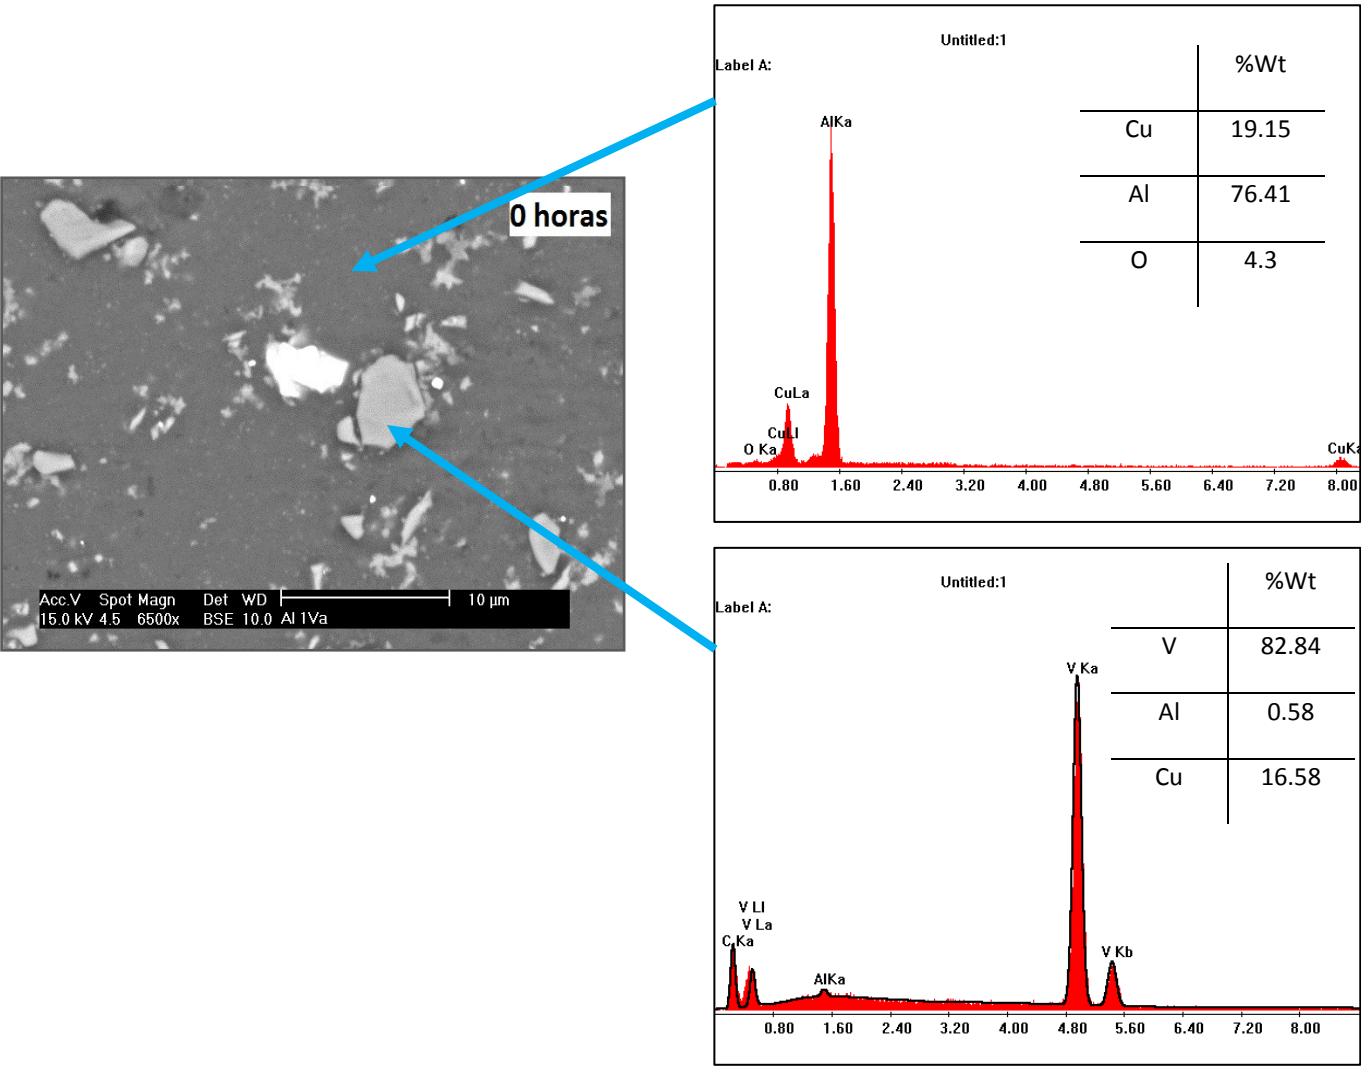 0 horas
Acc.V Spot Magn Det WD 10 µm
15.0 kV 4.5 6500x BSE 10.0 Al 1Va
Untitled:1
Label A:
%Wt
Cu 19.15
Al 76.41
O 4.3
AlKa
CuLa
CuLl
O Ka
CuKa
0.80 1.60 2.40 3.20 4.00 4.80 5.60 6.40 7.20 8.00
Untitled:1
Label A:
%Wt
V 82.84
Al 0.58
Cu 16.58
V Ka
V Ll
V La
C Ka
V Kb
AlKa
0.80 1.60 2.40 3.20 4.00 4.80 5.60 6.40 7.20 8.00